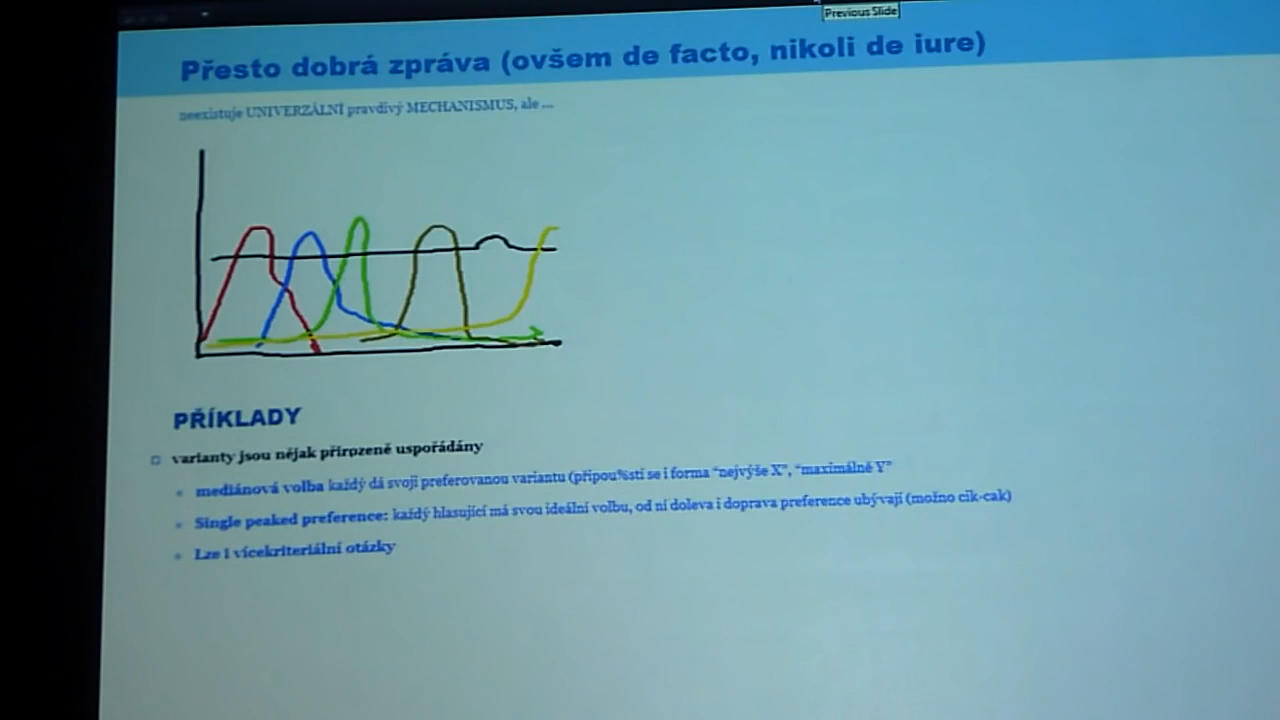 Previous Slide
Přesto dobrá zpráva (ovšem de facto, nikoli de iure)
neexistuje UNIVERZÁLNÍ pravdivý MECHANISMUS, ale ...
PŘÍKLADY
varianty jsou nějak přirozeně uspořádány
mediánová volba každý dá svoji preferovanou variantu (připou%stí se i forma "nejvýše X", "maximálně Y"
Single peaked preference: každý hlasující má svou ideální volbu, od ní doleva i doprava preference ubývají (možno cik-cak)
Lze i vícekriteriální otázky